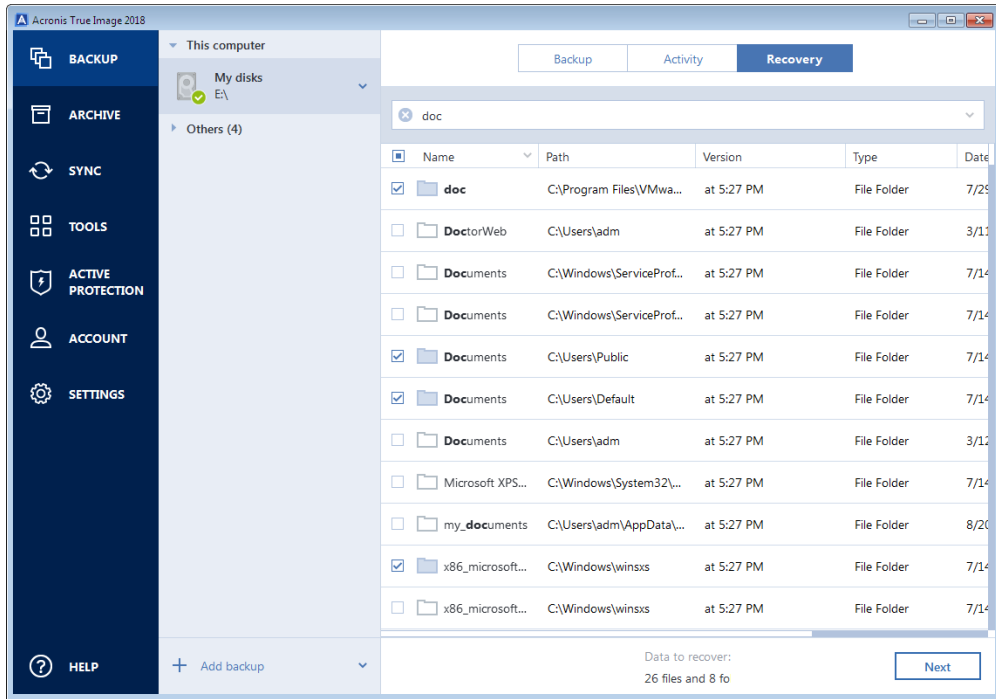 Acronis True Image 2018
BACKUP
ARCHIVE
SYNC
TOOLS
ACTIVE
PROTECTION
ACCOUNT
SETTINGS
HELP
This computer
My disks
E:\
Others (4)
Add backup
Backup Activity Recovery
doc
Name Path Version Type Date
doc C:\Program Files\VMwa... at 5:27 PM File Folder 7/29
DoctorWeb C:\Users\adm at 5:27 PM File Folder 3/11
Documents C:\Windows\ServiceProf... at 5:27 PM File Folder 7/14
Documents C:\Windows\ServiceProf... at 5:27 PM File Folder 7/14
Documents C:\Users\Public at 5:27 PM File Folder 7/14
Documents C:\Users\Default at 5:27 PM File Folder 7/14
Documents C:\Users\adm at 5:27 PM File Folder 3/12
Microsoft XPS... C:\Windows\System32\... at 5:27 PM File Folder 7/14
my_documents C:\Users\adm\AppData\... at 5:27 PM File Folder 8/20
x86_microsoft... C:\Windows\winsxs at 5:27 PM File Folder 7/14
x86_microsoft... C:\Windows\winsxs at 5:27 PM File Folder 7/14
Data to recover:
26 files and 8 fo
Next